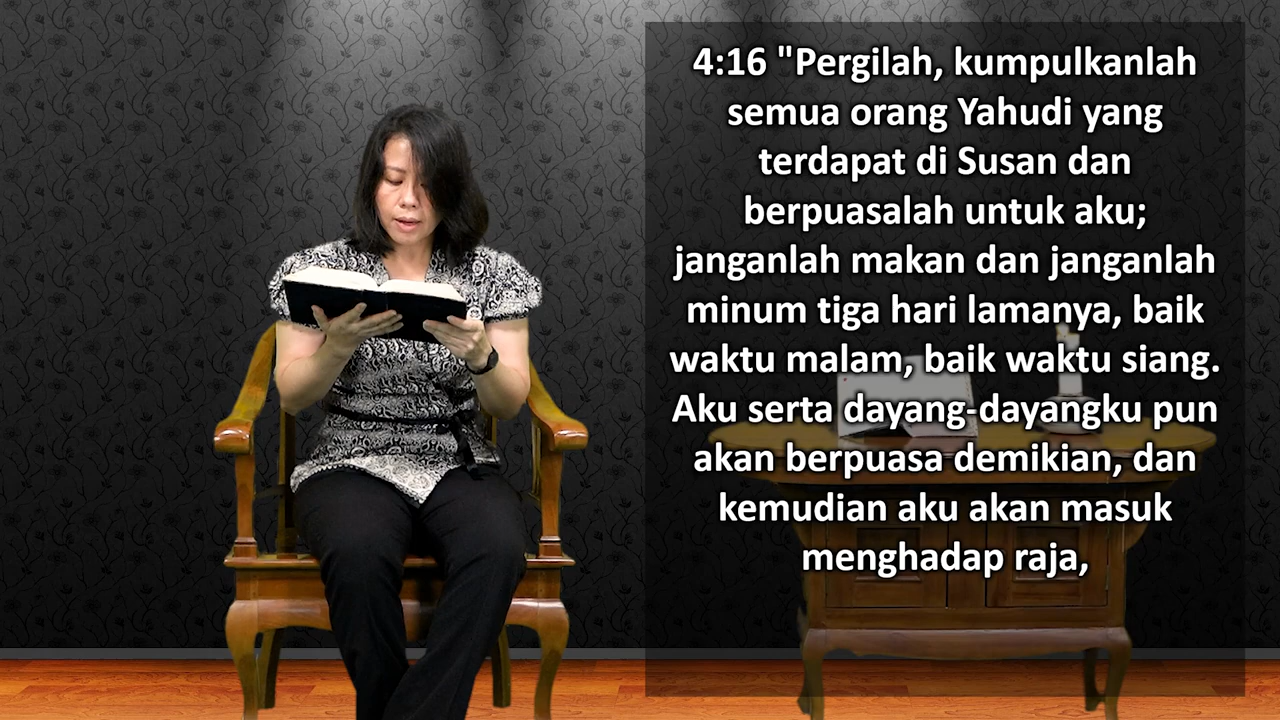 4:16 "Pergilah, kumpulkanlah
semua orang Yahudi yang
terdapat di Susan dan
berpuasalah untuk aku;
janganlah makan dan janganlah
minum tiga hari lamanya, baik
waktu malam, baik waktu siang.
Aku serta dayang-dayangku pun
akan berpuasa demikian, dan
kemudian aku akan masuk
menghadap raja,